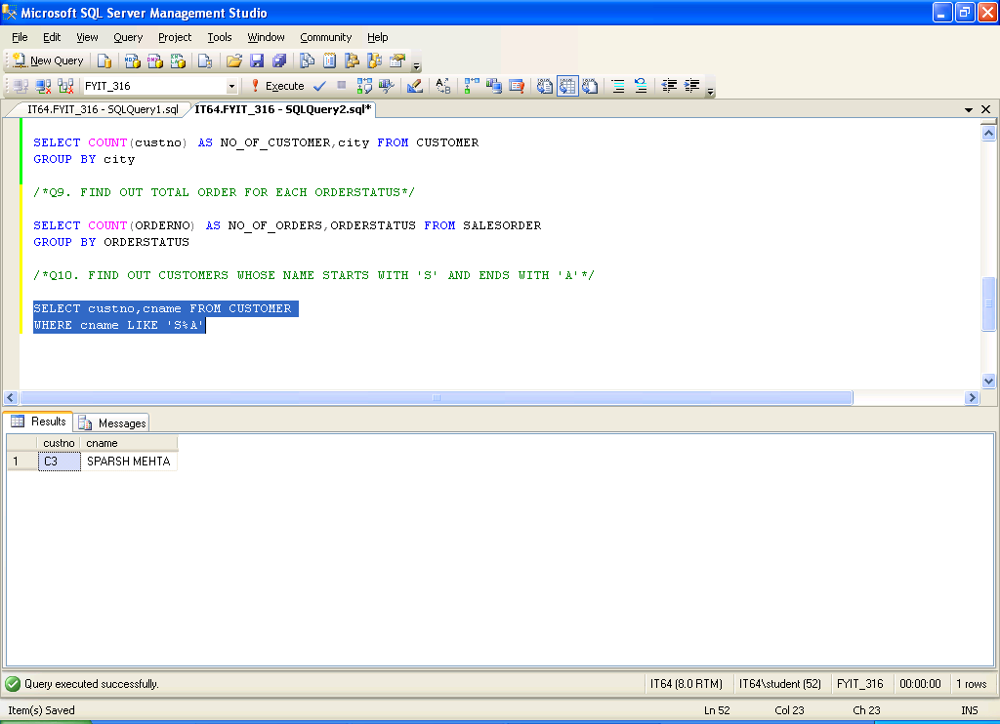 Microsoft SQL Server Management Studio
File Edit View Query Project Tools Window Community Help
New Query
FYIT_316 Execute
IT64.FYIT_316 - SQLQuery1.sql IT64.FYIT_316 - SQLQuery2.sql*
SELECT COUNT(custno) AS NO_OF_CUSTOMER,city FROM CUSTOMER
GROUP BY city
/*Q9. FIND OUT TOTAL ORDER FOR EACH ORDERSTATUS*/
SELECT COUNT(ORDERNO) AS NO_OF_ORDERS,ORDERSTATUS FROM SALESORDER
GROUP BY ORDERSTATUS
/*Q10. FIND OUT CUSTOMERS WHOSE NAME STARTS WITH 'S' AND ENDS WITH 'A'*/
SELECT custno,cname FROM CUSTOMER
WHERE cname LIKE 'S%A'
Results Messages
custno cname
1 C3 SPARSH MEHTA
Query executed successfully. IT64 (8.0 RTM) IT64\student (52) FYIT_316 00:00:00 1 rows
Item(s) Saved Ln 52 Col 23 Ch 23 INS